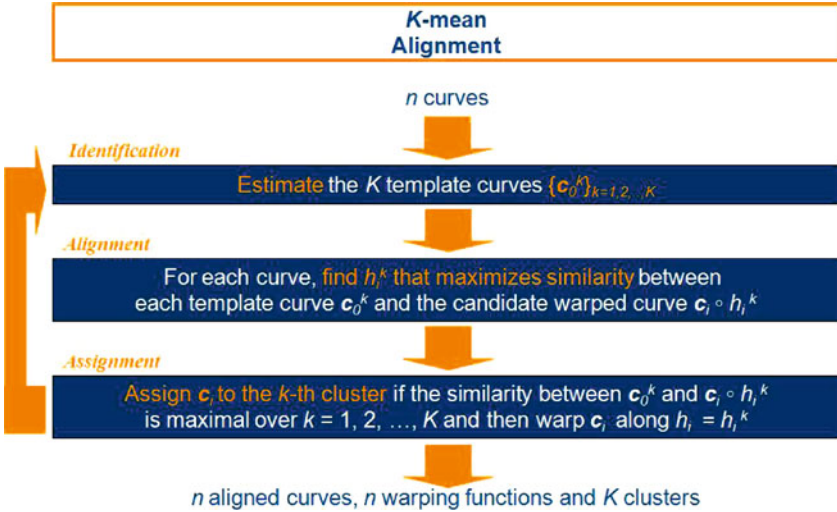 K-mean
Alignment
n curves
Identification
Estimate the K template curves {c₀ᵏ}ₖ₌₁,₂,..,K
Alignment
For each curve, find hᵢᵏ that maximizes similarity between
each template curve c₀ᵏ and the candidate warped curve cᵢ ∘ hᵢᵏ
Assignment
Assign cᵢ to the k-th cluster if the similarity between c₀ᵏ and cᵢ ∘ hᵢᵏ
is maximal over k = 1, 2, …, K and then warp cᵢ along hᵢ = hᵢᵏ
n aligned curves, n warping functions and K clusters